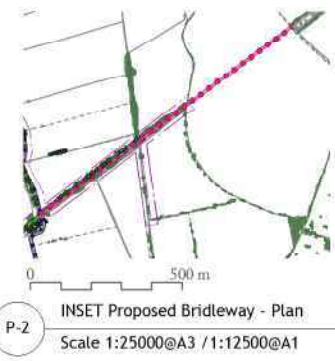 0 500 m
P-2
INSET Proposed Bridleway - Plan
Scale 1:25000@A3 /1:12500@A1